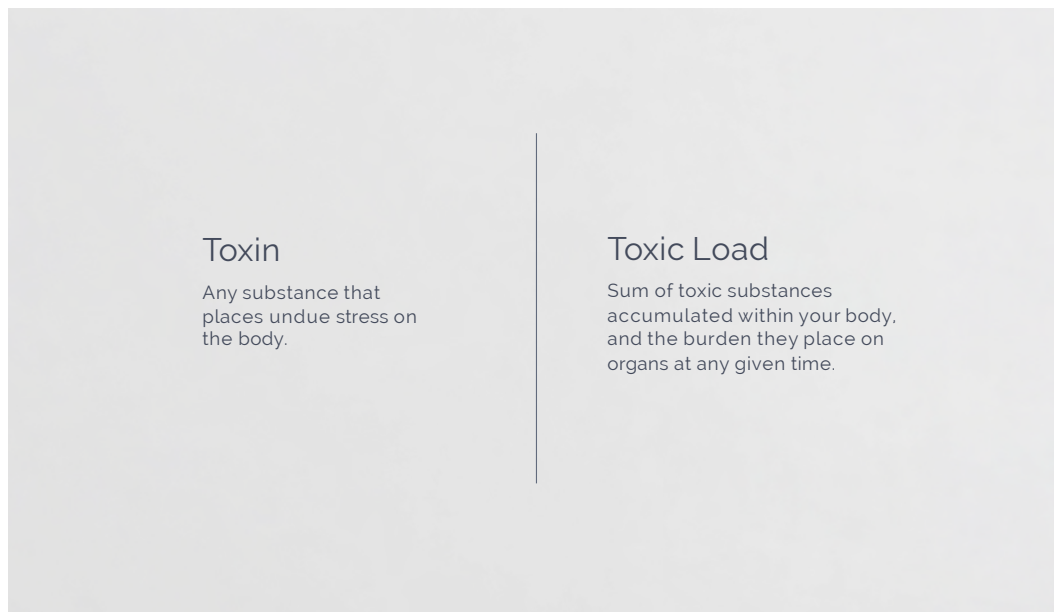 Toxin
Any substance that
places undue stress on
the body.
Toxic Load
Sum of toxic substances
accumulated within your body,
and the burden they place on
organs at any given time.